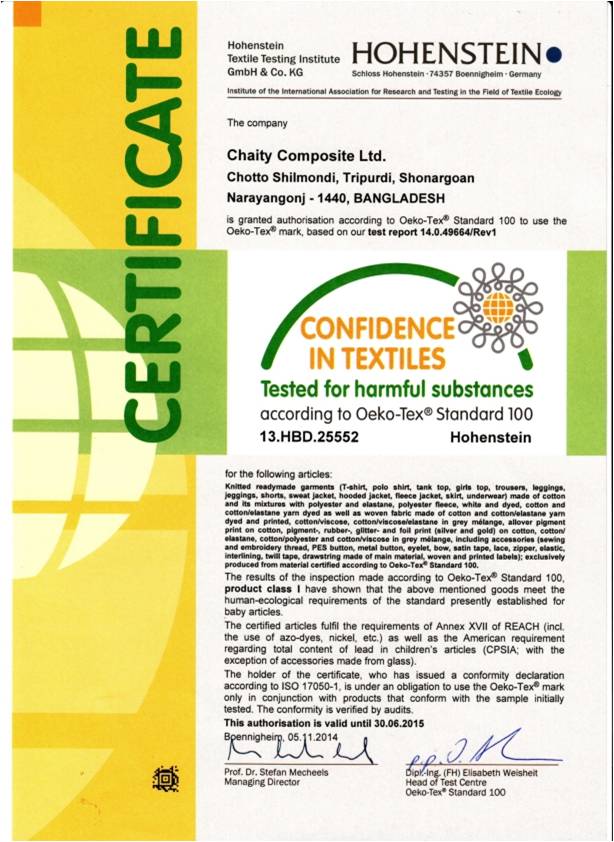 CERTIFICATE
Hohenstein
Textile Testing Institute
GmbH & Co. KG
HOHENSTEIN
Schloss Hohenstein · 74357 Boennigheim · Germany
Institute of the International Association for Research and Testing in the Field of Textile Ecology
The company
Chaity Composite Ltd.
Chotto Shilmondi, Tripurdi, Shonargoan
Narayangonj - 1440, BANGLADESH
is granted authorisation according to Oeko-Tex® Standard 100 to use the
Oeko-Tex® mark, based on our test report 14.0.49664/Rev1
CONFIDENCE
IN TEXTILES
Tested for harmful substances
according to Oeko-Tex® Standard 100
13.HBD.25552 Hohenstein
for the following articles:
Knitted readymade garments (T-shirt, polo shirt, tank top, girls top, trousers, leggings,
jeggings, shorts, sweat jacket, hooded jacket, fleece jacket, skirt, underwear) made of cotton
and its mixtures with polyester and elastane, polyester fleece, white and dyed, cotton and
cotton/elastane yarn dyed as well as woven fabric made of cotton and cotton/elastane yarn
dyed and printed, cotton/viscose, cotton/viscose/elastane in grey mélange, allover pigment
print on cotton, pigment-, rubber-, glitter- and foil print (silver and gold) on cotton, cotton/
elastane, cotton/polyester and cotton/viscose in grey mélange, including accessories (sewing
and embroidery thread, PES button, metal button, eyelet, bow, satin tape, lace, zipper, elastic,
interlining, twill tape, drawstring made of main material, woven and printed labels); exclusively
produced from material certified according to Oeko-Tex® Standard 100.
The results of the inspection made according to Oeko-Tex® Standard 100,
product class I have shown that the above mentioned goods meet the
human-ecological requirements of the standard presently established for
baby articles.
The certified articles fulfil the requirements of Annex XVII of REACH (incl.
the use of azo-dyes, nickel, etc.) as well as the American requirement
regarding total content of lead in children's articles (CPSIA; with the
exception of accessories made from glass).
The holder of the certificate, who has issued a conformity declaration
according to ISO 17050-1, is under an obligation to use the Oeko-Tex® mark
only in conjunction with products that conform with the sample initially
tested. The conformity is verified by audits.
This authorisation is valid until 30.06.2015
Boennigheim, 05.11.2014
Prof. Dr. Stefan Mecheels
Managing Director
Dipl.-Ing. (FH) Elisabeth Weisheit
Head of Test Centre
Oeko-Tex® Standard 100